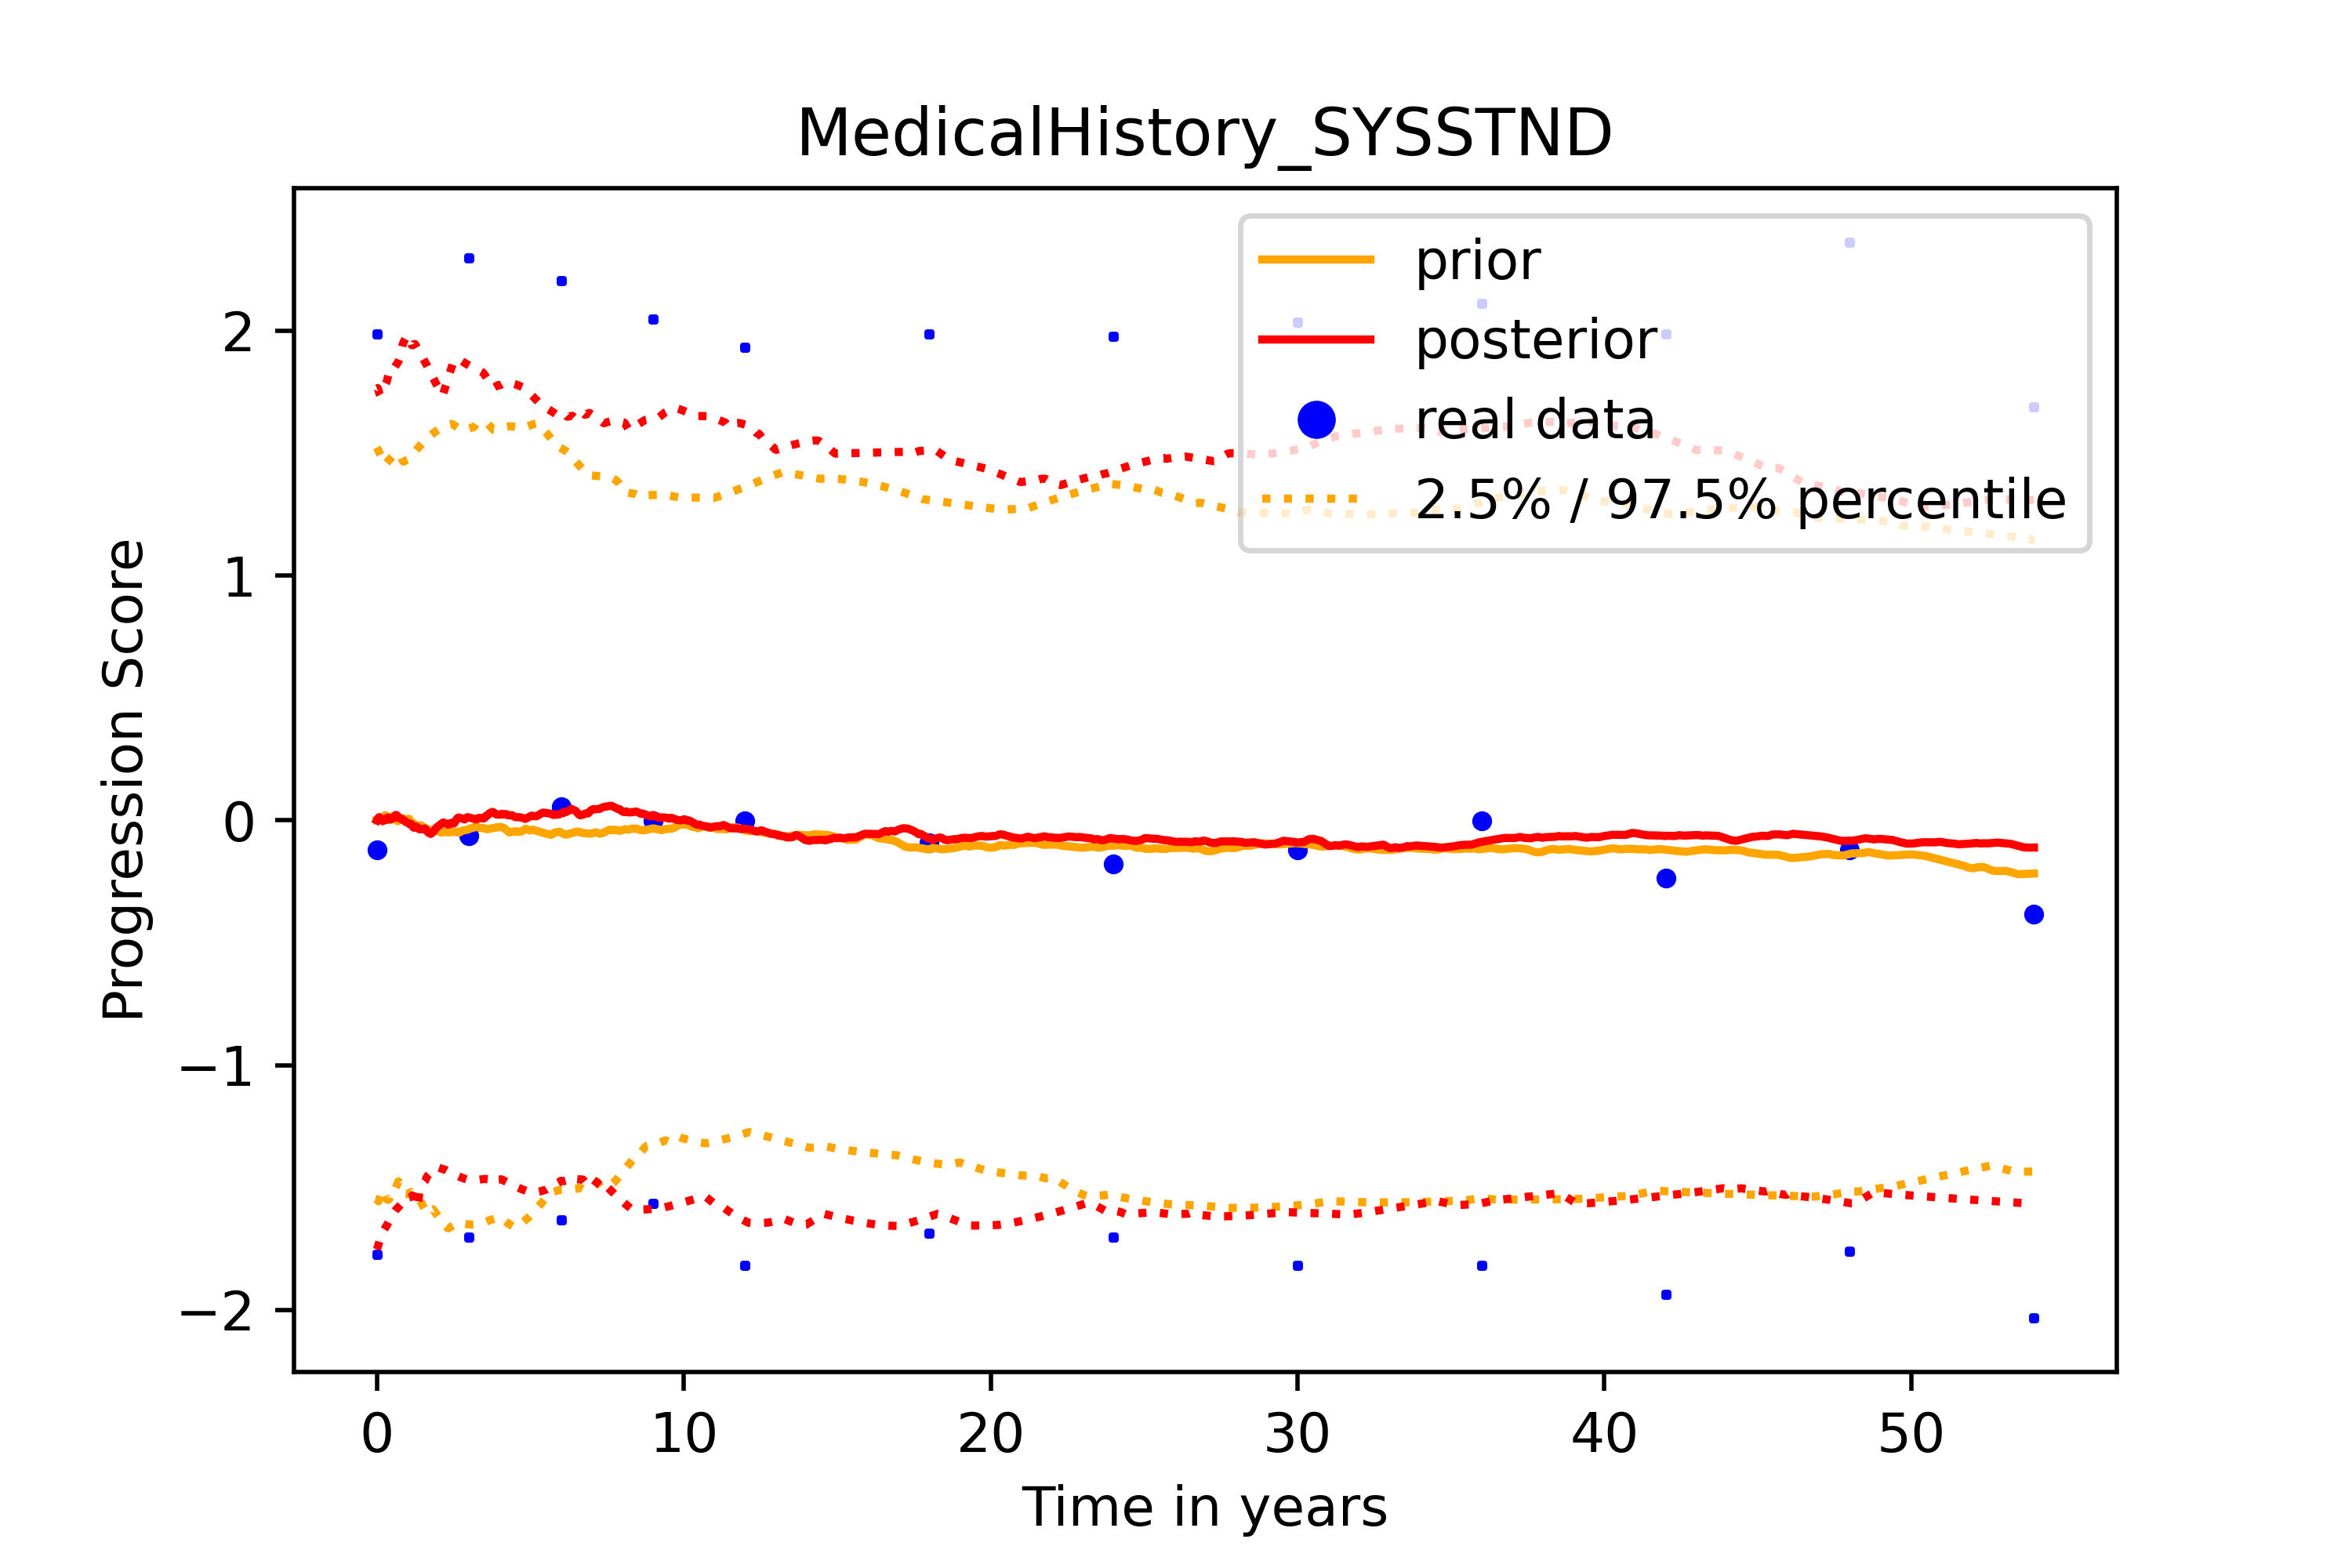 MedicalHistory_SYSSTND
prior
posterior
real data
2.5% / 97.5% percentile
Progression Score
2
1
0
−1
−2
0 10 20 30 40 50
Time in years